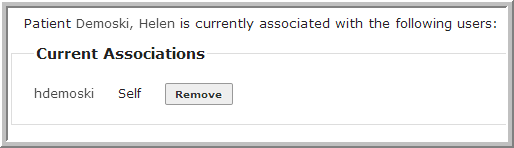 Patient Demoski, Helen is currently associated with the following users:
Current Associations
hdemoski Self Remove